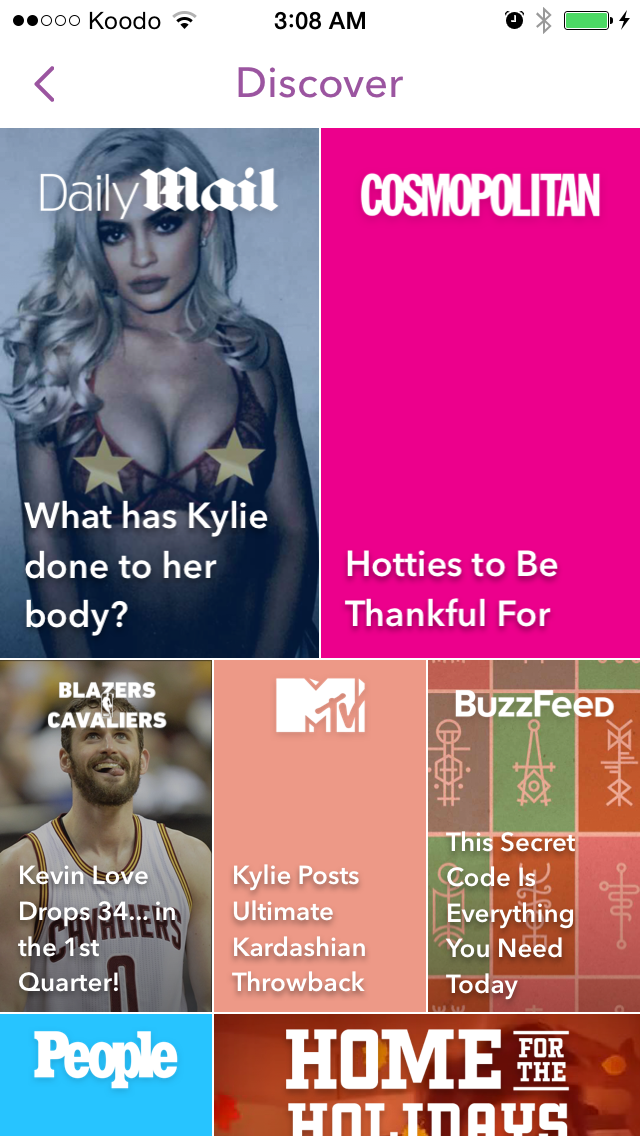 Koodo
3:08 AM
Discover
Daily Mail
What has Kylie
done to her
body?
COSMOPOLITAN
Hotties to Be
Thankful For
BLAZERS
CAVALIERS
CAVALIERS
0
Kevin Love
Drops 34... in
the 1st
Quarter!
MTV
Kylie Posts
Ultimate
Kardashian
Throwback
BuzzFeeD
This Secret
Code Is
Everything
You Need
Today
People
HOME FOR THE
HOLIDAYS